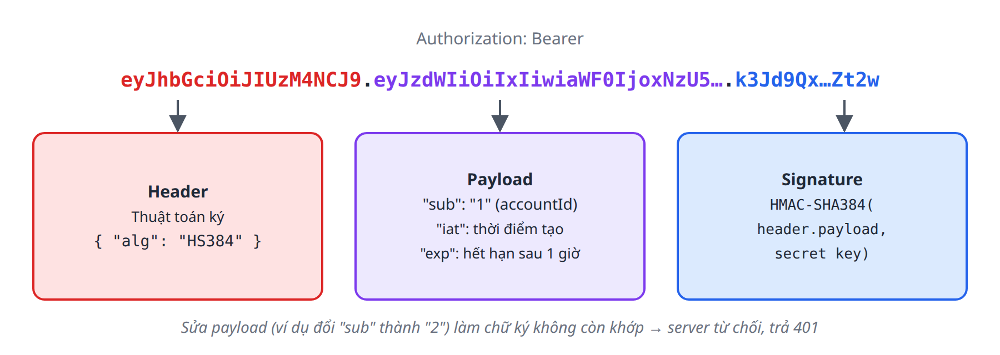 Authorization: Bearer
eyJhbGciOiJIUzM4NCJ9.eyJzdWIiOiIxIiwiaWF0IjoxNzU5….k3Jd9Qx…Zt2w
Header
Thuật toán ký
{ "alg": "HS384" }
Payload
"sub": "1" (accountId)
"iat": thời điểm tạo
"exp": hết hạn sau 1 giờ
Signature
HMAC-SHA384(
header.payload,
secret key)
Sửa payload (ví dụ đổi "sub" thành "2") làm chữ ký không còn khớp → server từ chối, trả 401